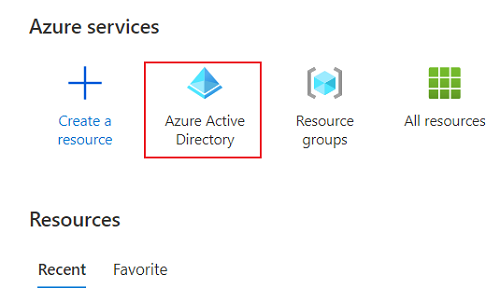 Azure services
Create a
resource
Azure Active
Directory
Resource
groups
All resources
Resources
Recent
Favorite